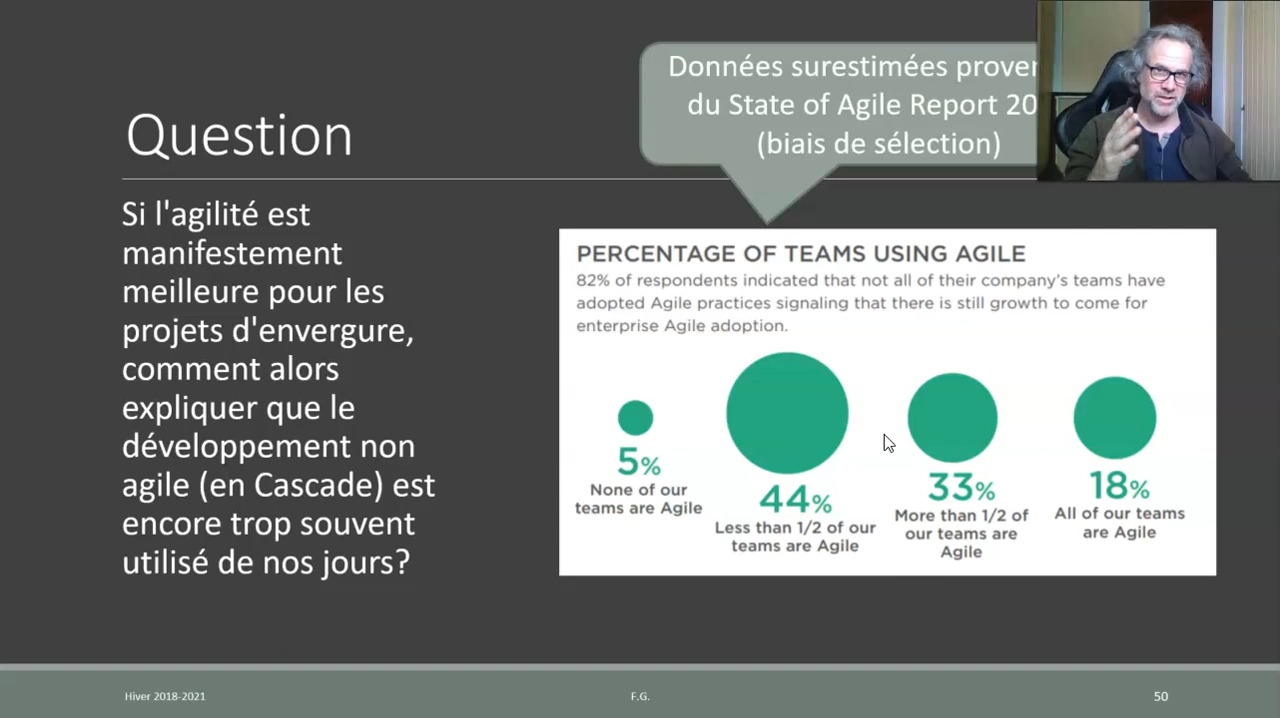 Données surestimées
du State of Agile Report
(biais de sélection)
Question
Si l'agilité est
manifestement
meilleure pour les
projets d'envergure,
comment alors
expliquer que le
développement non
agile (en Cascade) est
encore trop souvent
utilisé de nos jours?
PERCENTAGE OF TEAMS USING AGILE
82% of respondents indicated that not all of their company's teams have
adopted Agile practices signaling that there is still growth to come for
enterprise Agile adoption.
5%
None of our
teams are Agile
44%
Less than 1/2 of our
teams are Agile
33%
More than 1/2 of
our teams are
Agile
18%
All of our teams
are Agile
Hiver 2018-2021
F.G.
50